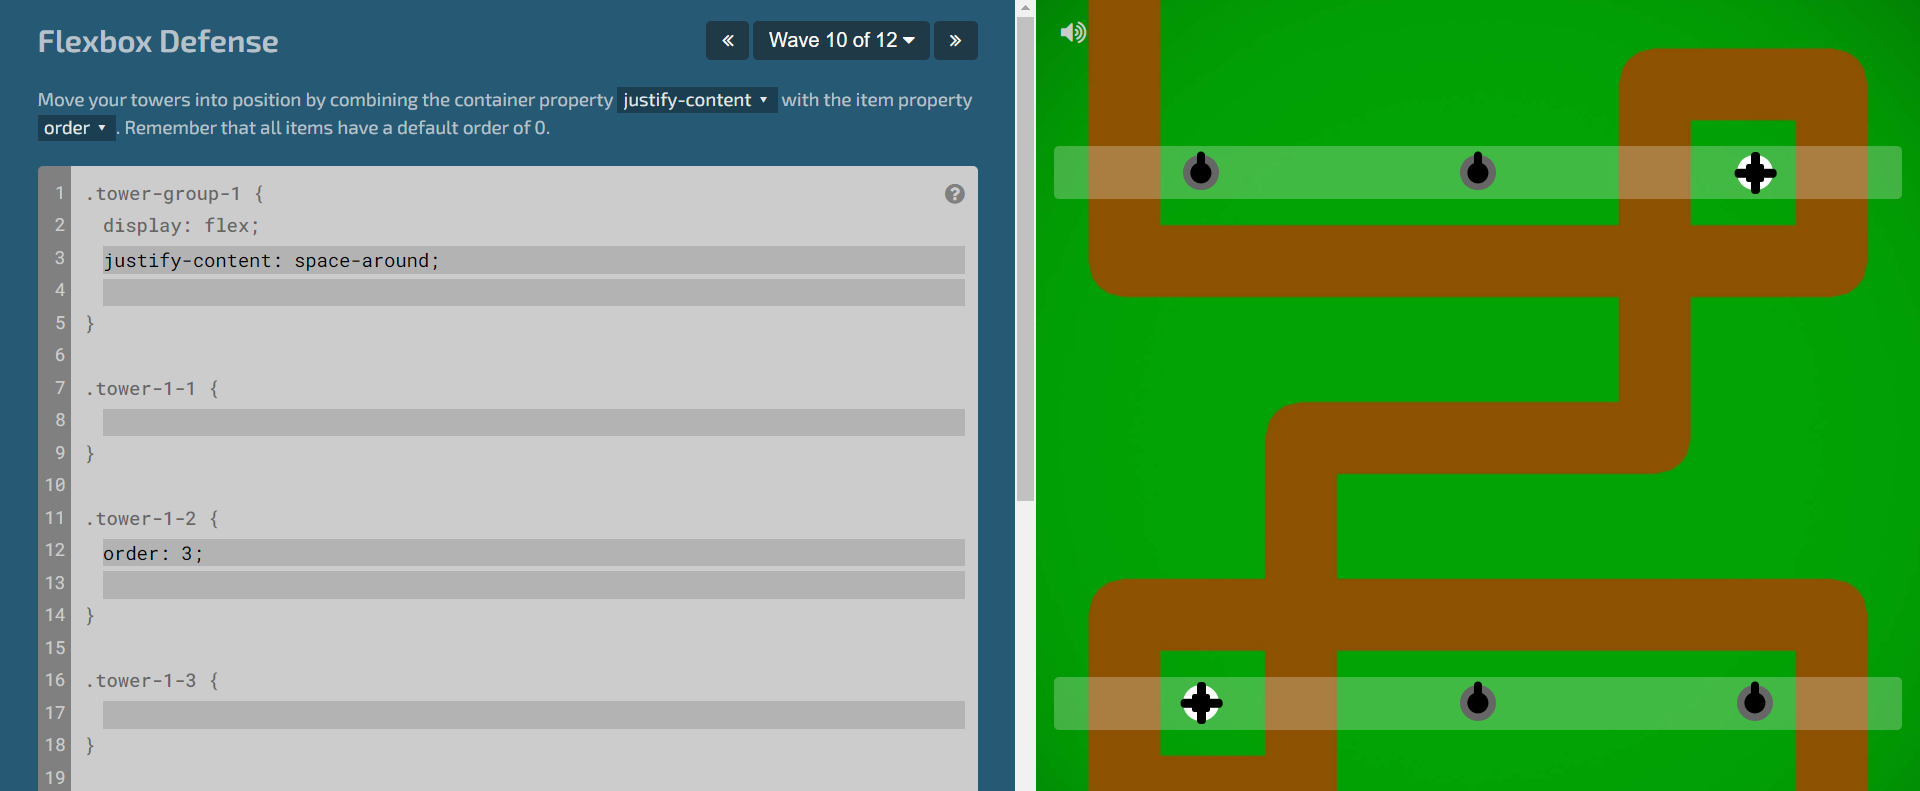 Flexbox Defense
« Wave 10 of 12 »
Move your towers into position by combining the container property justify-content with the item property
order . Remember that all items have a default order of 0.
1 .tower-group-1 { ?
2 display: flex;
3 justify-content: space-around;
4
5 }
6
7 .tower-1-1 {
8
9 }
10
11 .tower-1-2 {
12 order: 3;
13
14 }
15
16 .tower-1-3 {
17
18 }
19